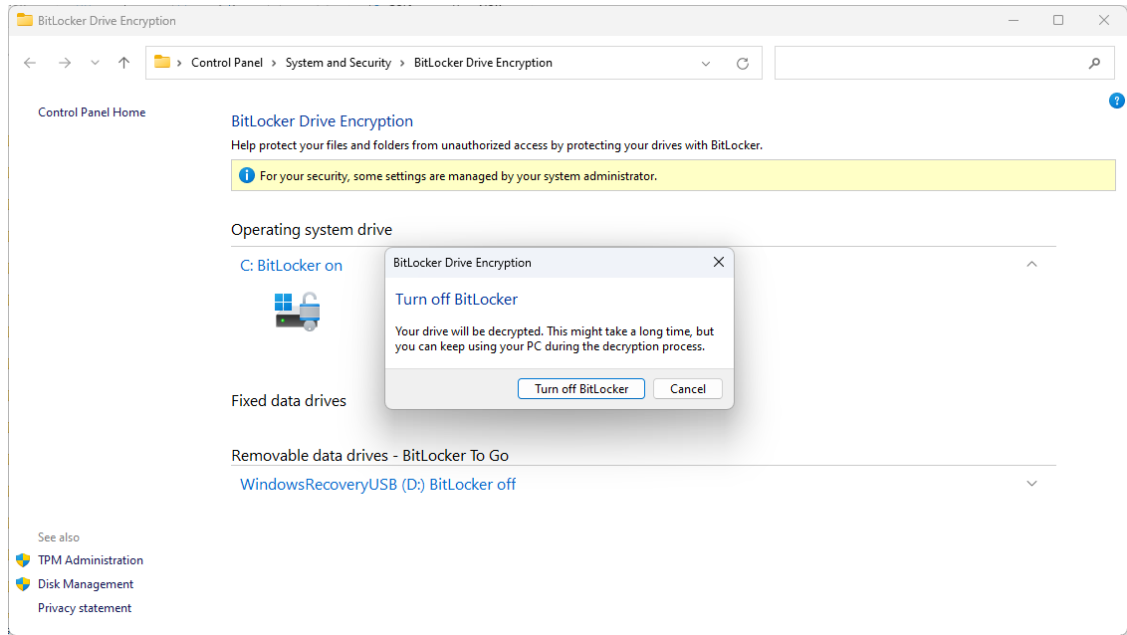 BitLocker Drive Encryption
Control Panel > System and Security > BitLocker Drive Encryption
Control Panel Home
BitLocker Drive Encryption
Help protect your files and folders from unauthorized access by protecting your drives with BitLocker.
For your security, some settings are managed by your system administrator.
Operating system drive
C: BitLocker on
BitLocker Drive Encryption
Turn off BitLocker
Your drive will be decrypted. This might take a long time, but
you can keep using your PC during the decryption process.
Turn off BitLocker
Cancel
Fixed data drives
Removable data drives - BitLocker To Go
WindowsRecoveryUSB (D:) BitLocker off
See also
TPM Administration
Disk Management
Privacy statement